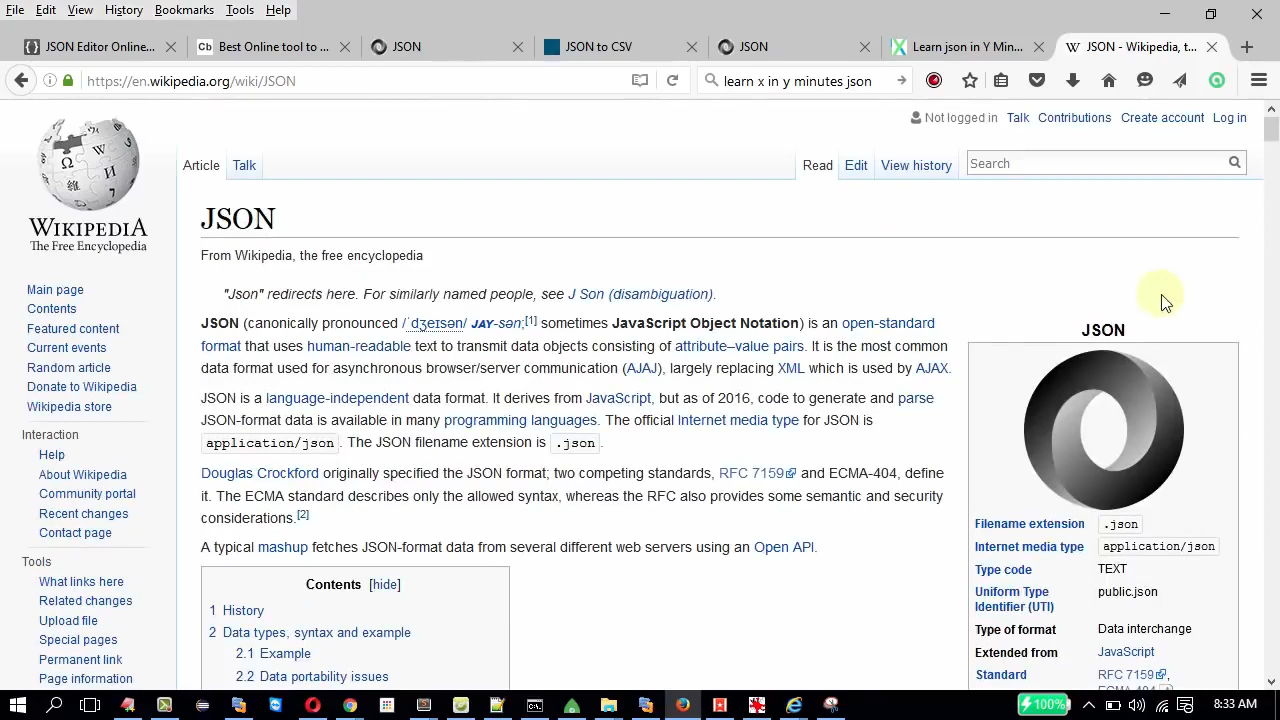 File Edit View History Bookmarks Tools Help
JSON Editor Online...
Best Online tool to ...
JSON
JSON to CSV
JSON
Learn json in Y Min...
JSON - Wikipedia, t...
https://en.wikipedia.org/wiki/JSON
learn x in y minutes json
Not logged in Talk Contributions Create account Log in
Article Talk
Read Edit View history
Search
WIKIPEDIA
The Free Encyclopedia
Main page
Contents
Featured content
Current events
Random article
Donate to Wikipedia
Wikipedia store
Interaction
Help
About Wikipedia
Community portal
Recent changes
Contact page
Tools
What links here
Related changes
Upload file
Special pages
Permanent link
Page information
JSON
From Wikipedia, the free encyclopedia
"Json" redirects here. For similarly named people, see J Son (disambiguation).
JSON (canonically pronounced /ˈdʒeɪsən/ JAY-sən;[1] sometimes JavaScript Object Notation) is an open-standard
format that uses human-readable text to transmit data objects consisting of attribute–value pairs. It is the most common
data format used for asynchronous browser/server communication (AJAJ), largely replacing XML which is used by AJAX.
JSON is a language-independent data format. It derives from JavaScript, but as of 2016, code to generate and parse
JSON-format data is available in many programming languages. The official Internet media type for JSON is
application/json. The JSON filename extension is .json.
Douglas Crockford originally specified the JSON format; two competing standards, RFC 7159 and ECMA-404, define
it. The ECMA standard describes only the allowed syntax, whereas the RFC also provides some semantic and security
considerations.[2]
A typical mashup fetches JSON-format data from several different web servers using an Open API.
Contents [hide]
1 History
2 Data types, syntax and example
2.1 Example
2.2 Data portability issues
JSON
Filename extension .json
Internet media type application/json
Type code TEXT
Uniform Type public.json
Identifier (UTI)
Type of format Data interchange
Extended from JavaScript
Standard RFC 7159,
ECMA-404
100%
8:33 AM